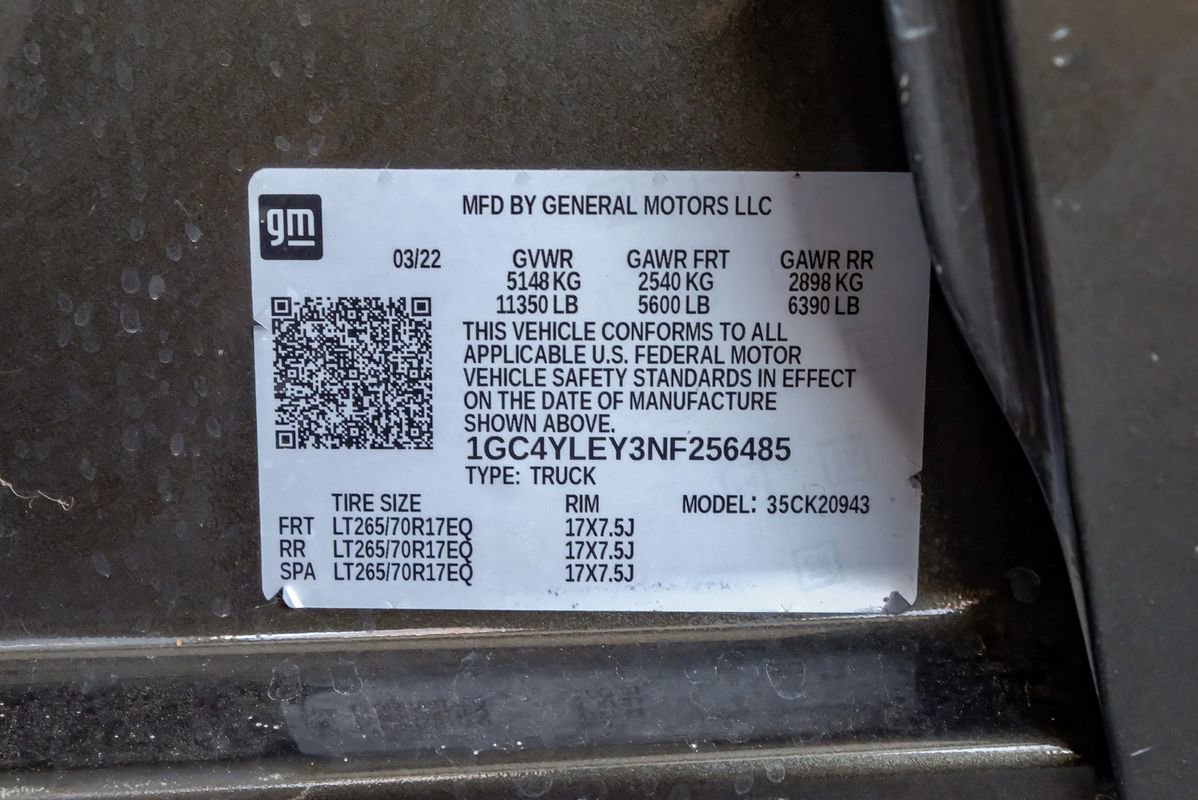 gm
MFD BY GENERAL MOTORS LLC
03/22 GVWR GAWR FRT GAWR RR
5148 KG 2540 KG 2898 KG
11350 LB 5600 LB 6390 LB
THIS VEHICLE CONFORMS TO ALL
APPLICABLE U.S. FEDERAL MOTOR
VEHICLE SAFETY STANDARDS IN EFFECT
ON THE DATE OF MANUFACTURE
SHOWN ABOVE.
1GC4YLEY3NF256485
TYPE: TRUCK
TIRE SIZE RIM MODEL: 35CK20943
FRT LT265/70R17EQ 17X7.5J
RR LT265/70R17EQ 17X7.5J
SPA LT265/70R17EQ 17X7.5J